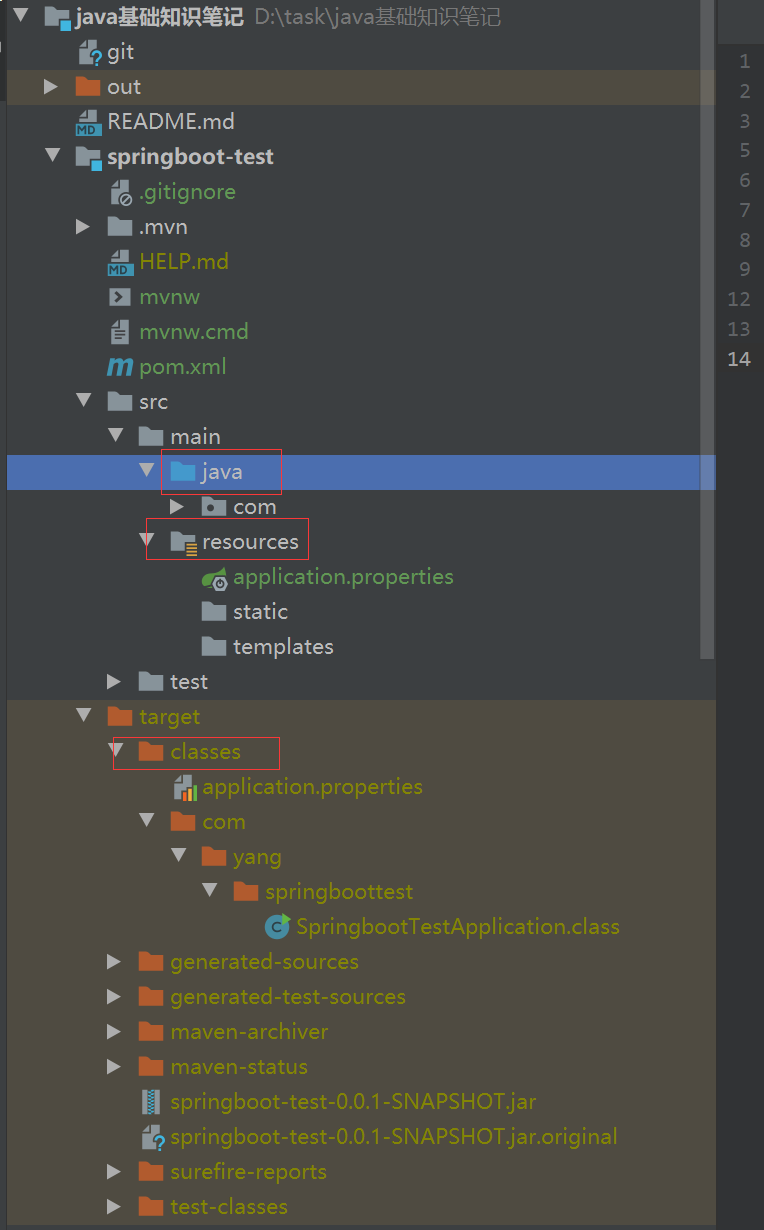 java基础知识笔记 D:\task\java基础知识笔记
git
out
README.md
springboot-test
.gitignore
.mvn
HELP.md
mvnw
mvnw.cmd
pom.xml
src
main
java
com
resources
application.properties
static
templates
test
target
classes
application.properties
com
yang
springboottest
SpringbootTestApplication.class
generated-sources
generated-test-sources
maven-archiver
maven-status
springboot-test-0.0.1-SNAPSHOT.jar
springboot-test-0.0.1-SNAPSHOT.jar.original
surefire-reports
test-classes
1
2
3
5
6
7
8
9
12
13
14